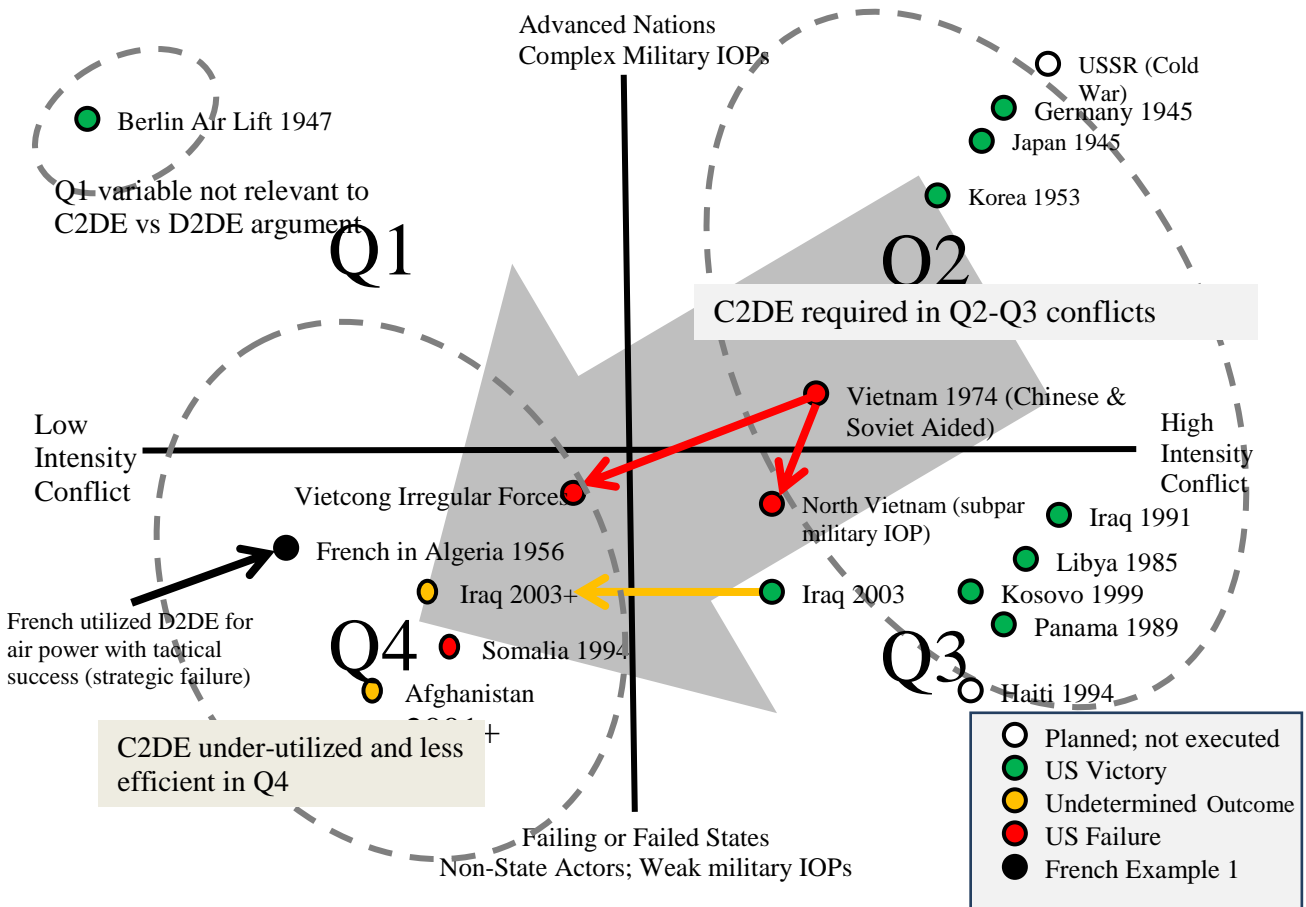 Advanced Nations
Complex Military IOPs
USSR (Cold
War)
Germany 1945
Japan 1945
Korea 1953
Berlin Air Lift 1947
Q1 variable not relevant to
C2DE vs D2DE argument
Q1
Q2
C2DE required in Q2-Q3 conflicts
Vietnam 1974 (Chinese &
Soviet Aided)
Low
Intensity
Conflict
High
Intensity
Conflict
Vietcong Irregular Forces
North Vietnam (subpar
military IOP)
Iraq 1991
French in Algeria 1956
Libya 1985
Iraq 2003+
Iraq 2003
Kosovo 1999
French utilized D2DE for
air power with tactical
success (strategic failure)
Panama 1989
Q4
Somalia 1994
Q3
Afghanistan
Haiti 1994
C2DE under-utilized and less
efficient in Q4
Planned; not executed
US Victory
Undetermined Outcome
US Failure
French Example 1
Failing or Failed States
Non-State Actors; Weak military IOPs